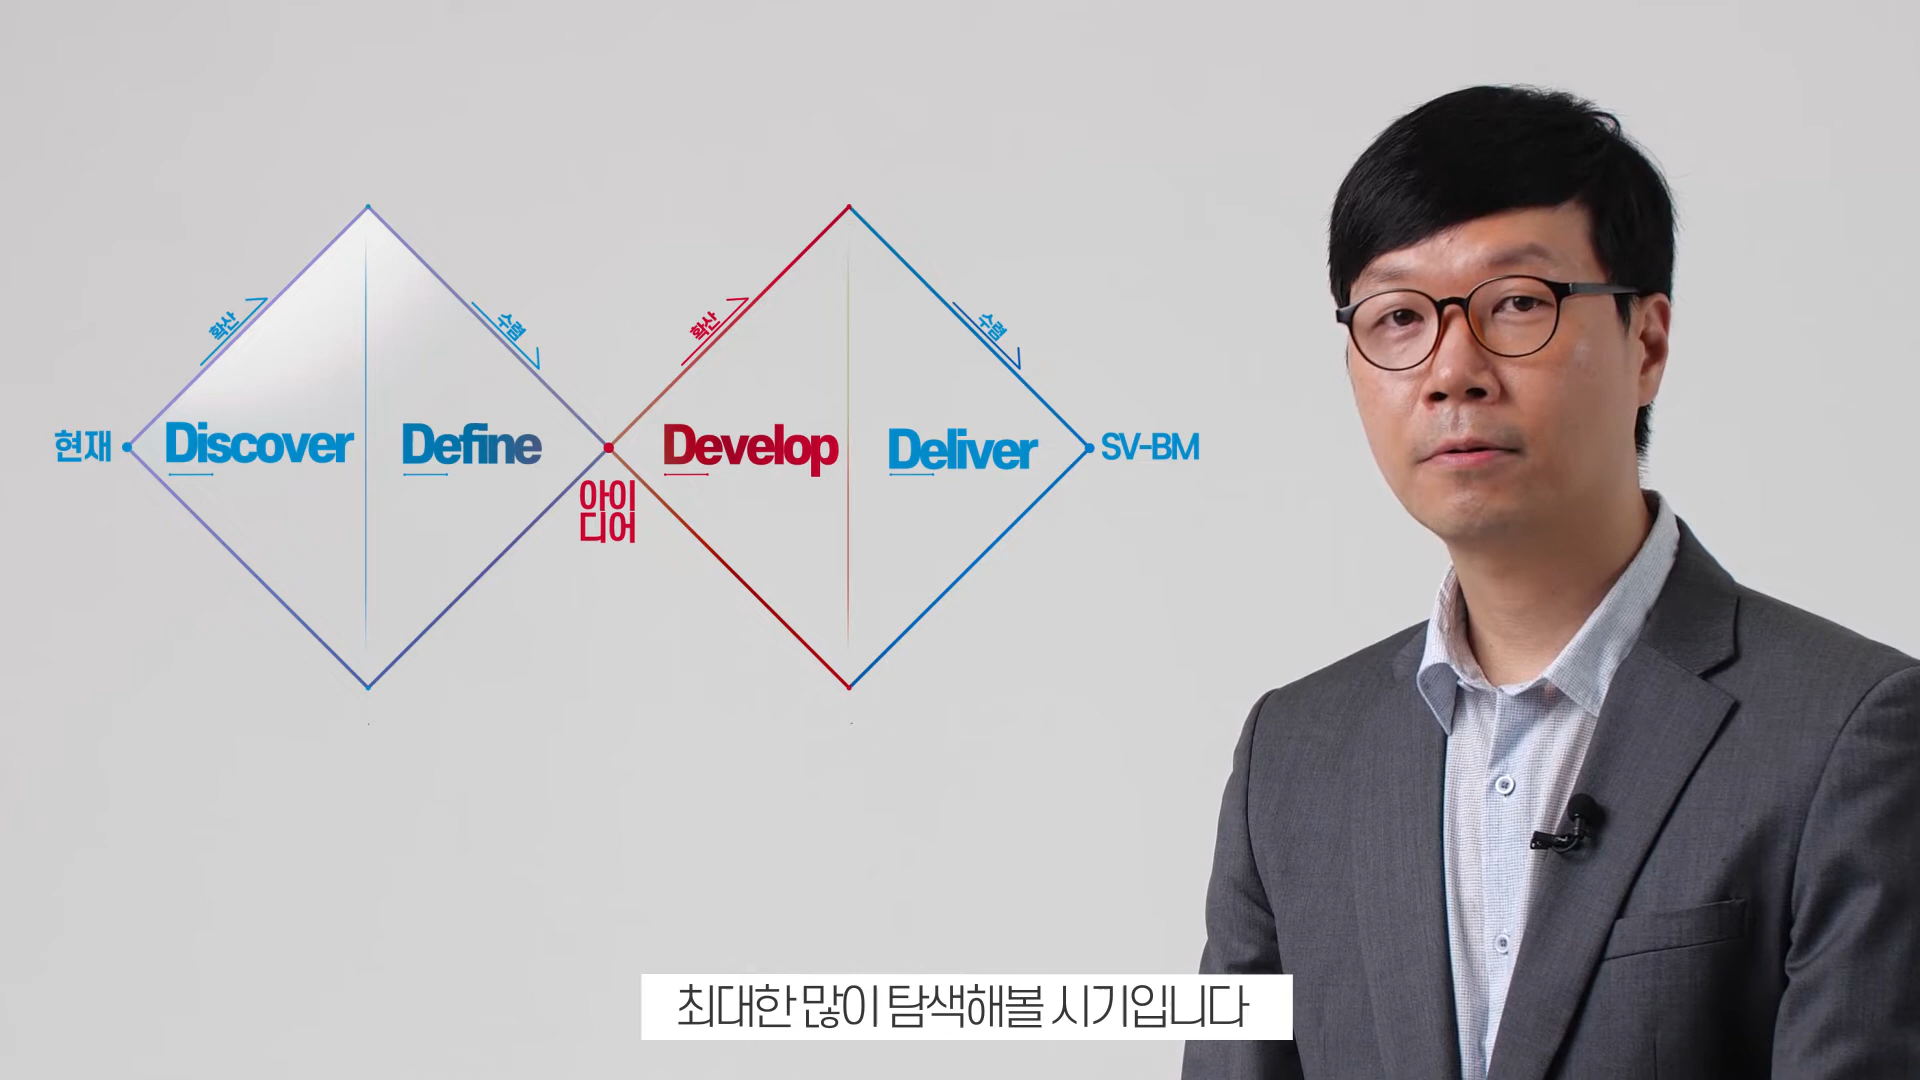 확산
수렴
확산
수렴
현재
Discover
Define
Develop
Deliver
SV-BM
아이
디어
최대한 많이 탐색해볼 시기입니다